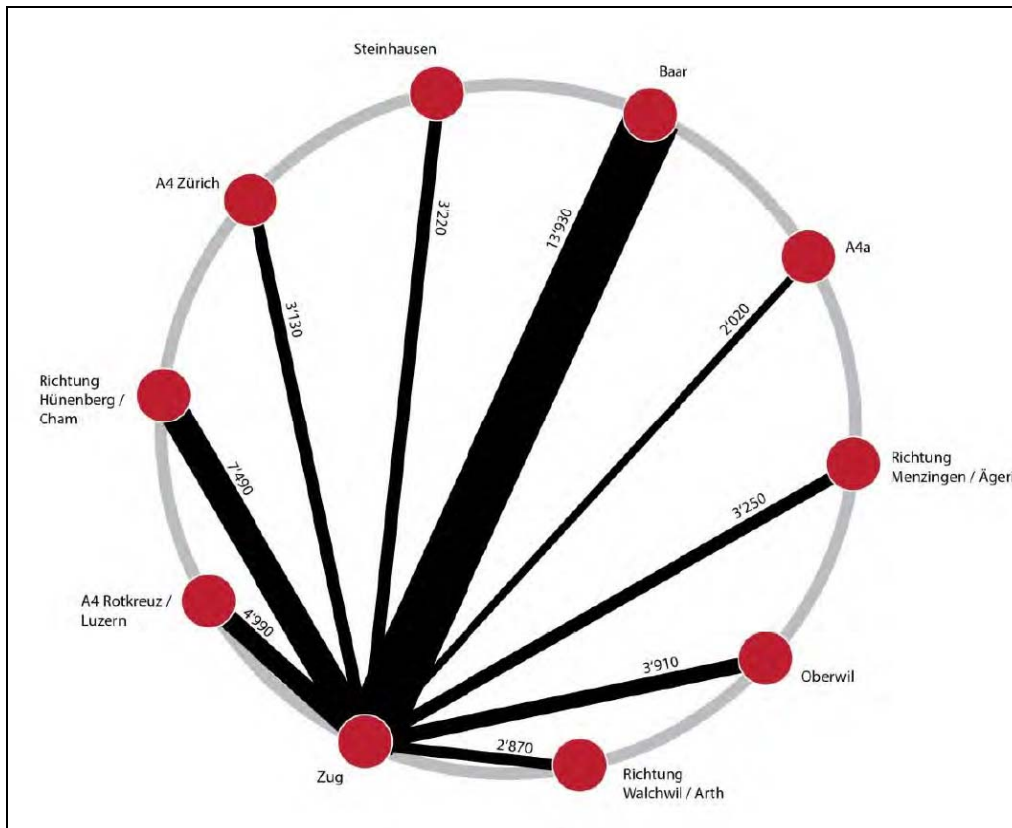 Steinhausen
Baar
A4 Zürich
3'220
13'930
A4a
2'020
3'130
Richtung
Hünenberg /
Cham
7'490
Richtung
Menzingen / Ägeri
3'250
A4 Rotkreuz /
Luzern
4'990
3'910
Oberwil
2'870
Zug
Richtung
Walchwil / Arth